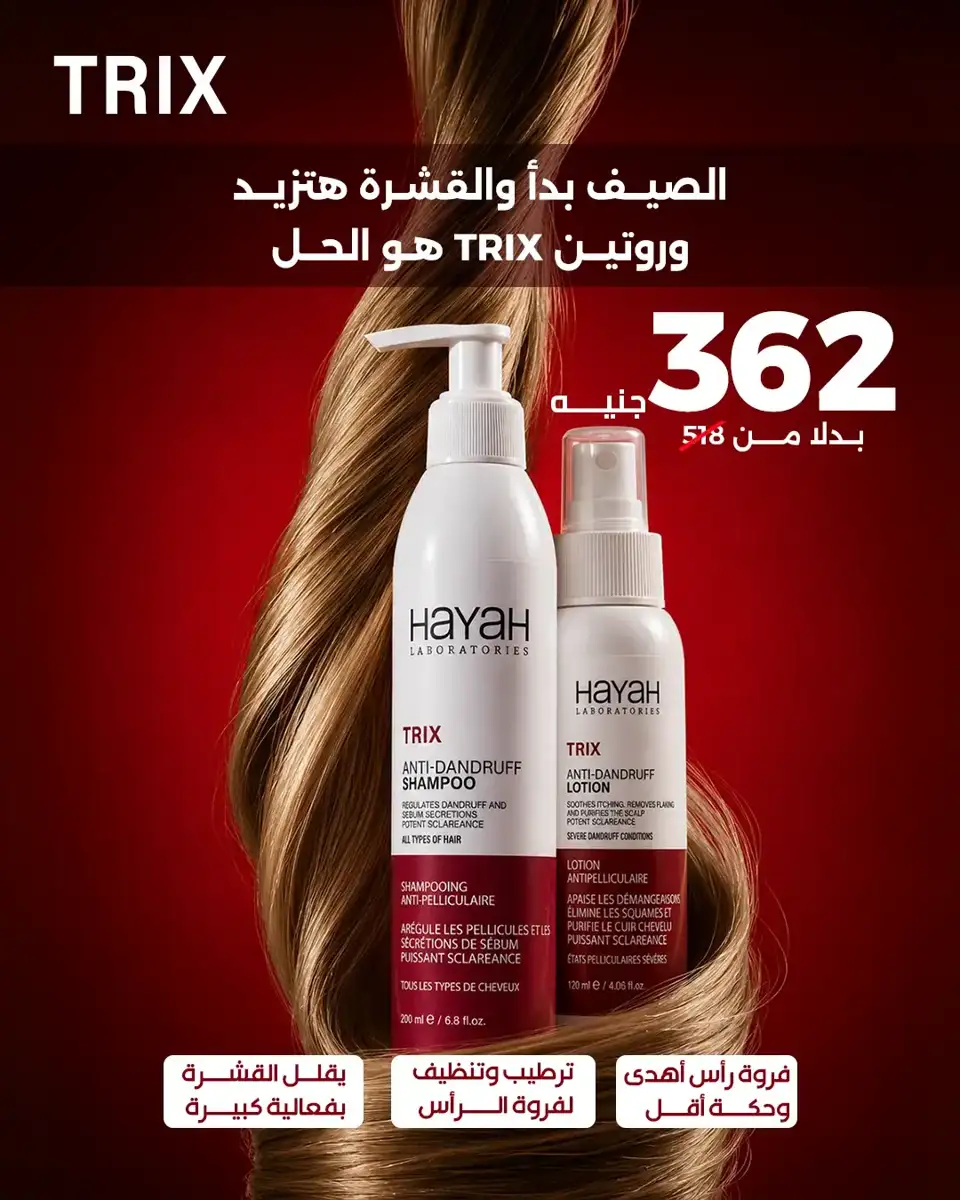 TRIX
الصيف بدأ والقشرة هتزيد
وروتين TRIX هو الحل
362 جنيه
بدلا من 518
HAYAH
LABORATORIES
TRIX
ANTI-DANDRUFF
SHAMPOO
REGULATES DANDRUFF AND
SEBUM SECRETIONS
POTENT SCLAREANCE
ALL TYPES OF HAIR
SHAMPOOING
ANTI-PELLICULAIRE
ARÉGULE LES PELLICULES ET LES
SÉCRÉTIONS DE SÉBUM
PUISSANT SCLAREANCE
TOUS LES TYPES DE CHEVEUX
200 ml e / 6.8 fl.oz.
HAYAH
LABORATORIES
TRIX
ANTI-DANDRUFF
LOTION
SOOTHES ITCHING, REMOVES FLAKING
AND PURIFIES THE SCALP
POTENT SCLAREANCE
SEVERE DANDRUFF CONDITIONS
LOTION
ANTIPELLICULAIRE
APAISE LES DÉMANGEAISONS
ÉLIMINE LES SQUAMES ET
PURIFIE LE CUIR CHEVELU
PUISSANT SCLAREANCE
ÉTATS PELLICULAIRES SÉVÈRES
120 ml e / 4.06 fl.oz.
فروة رأس أهدى
وحكة أقل
ترطيب وتنظيف
لفروة الرأس
يقلل القشرة
بفعالية كبيرة